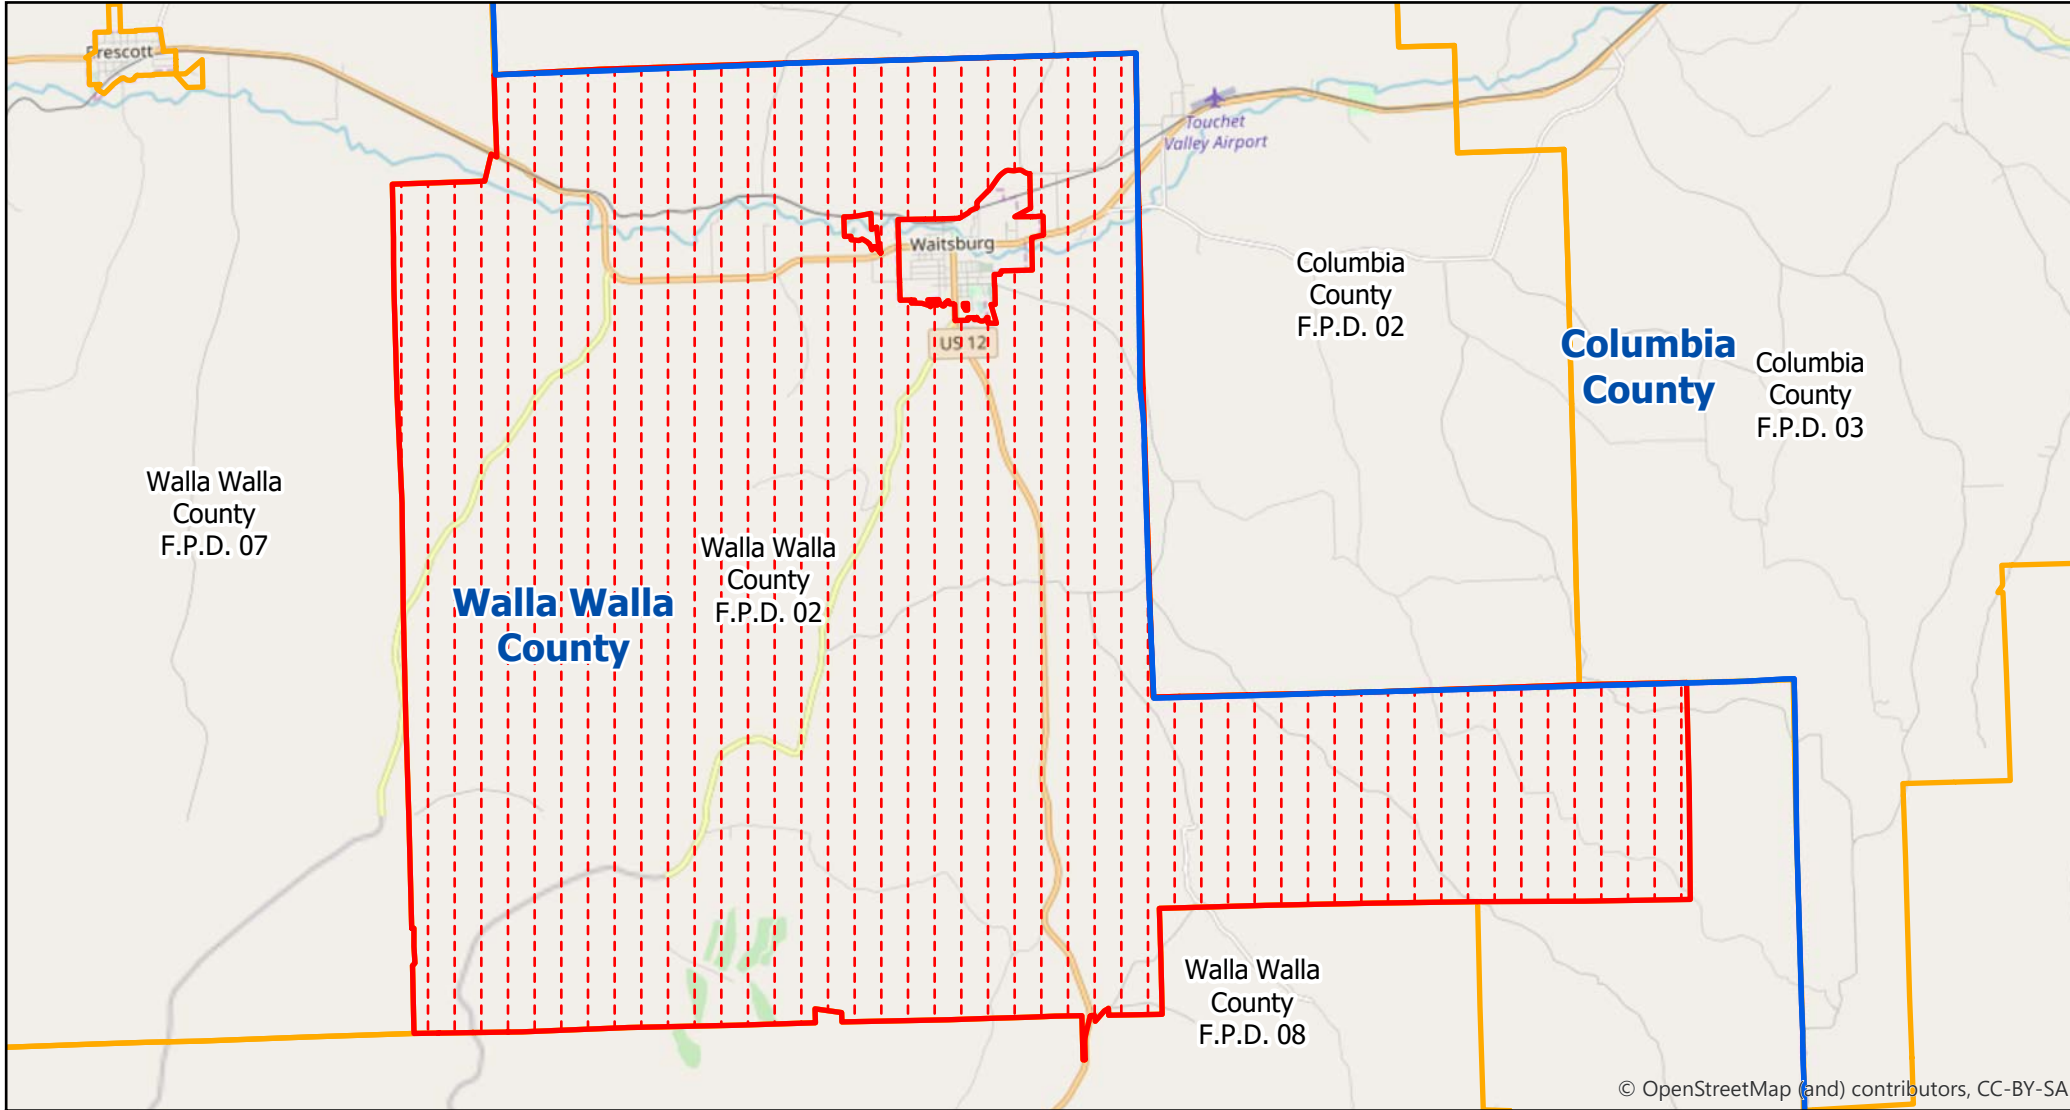 Prescott
Touchet
Valley Airport
Waitsburg
US 12
Columbia
County
F.P.D. 02
Columbia
County
Columbia
County
F.P.D. 03
Walla Walla
County
F.P.D. 07
Walla Walla
County
F.P.D. 02
Walla Walla
County
Walla Walla
County
F.P.D. 08
© OpenStreetMap (and) contributors, CC-BY-SA